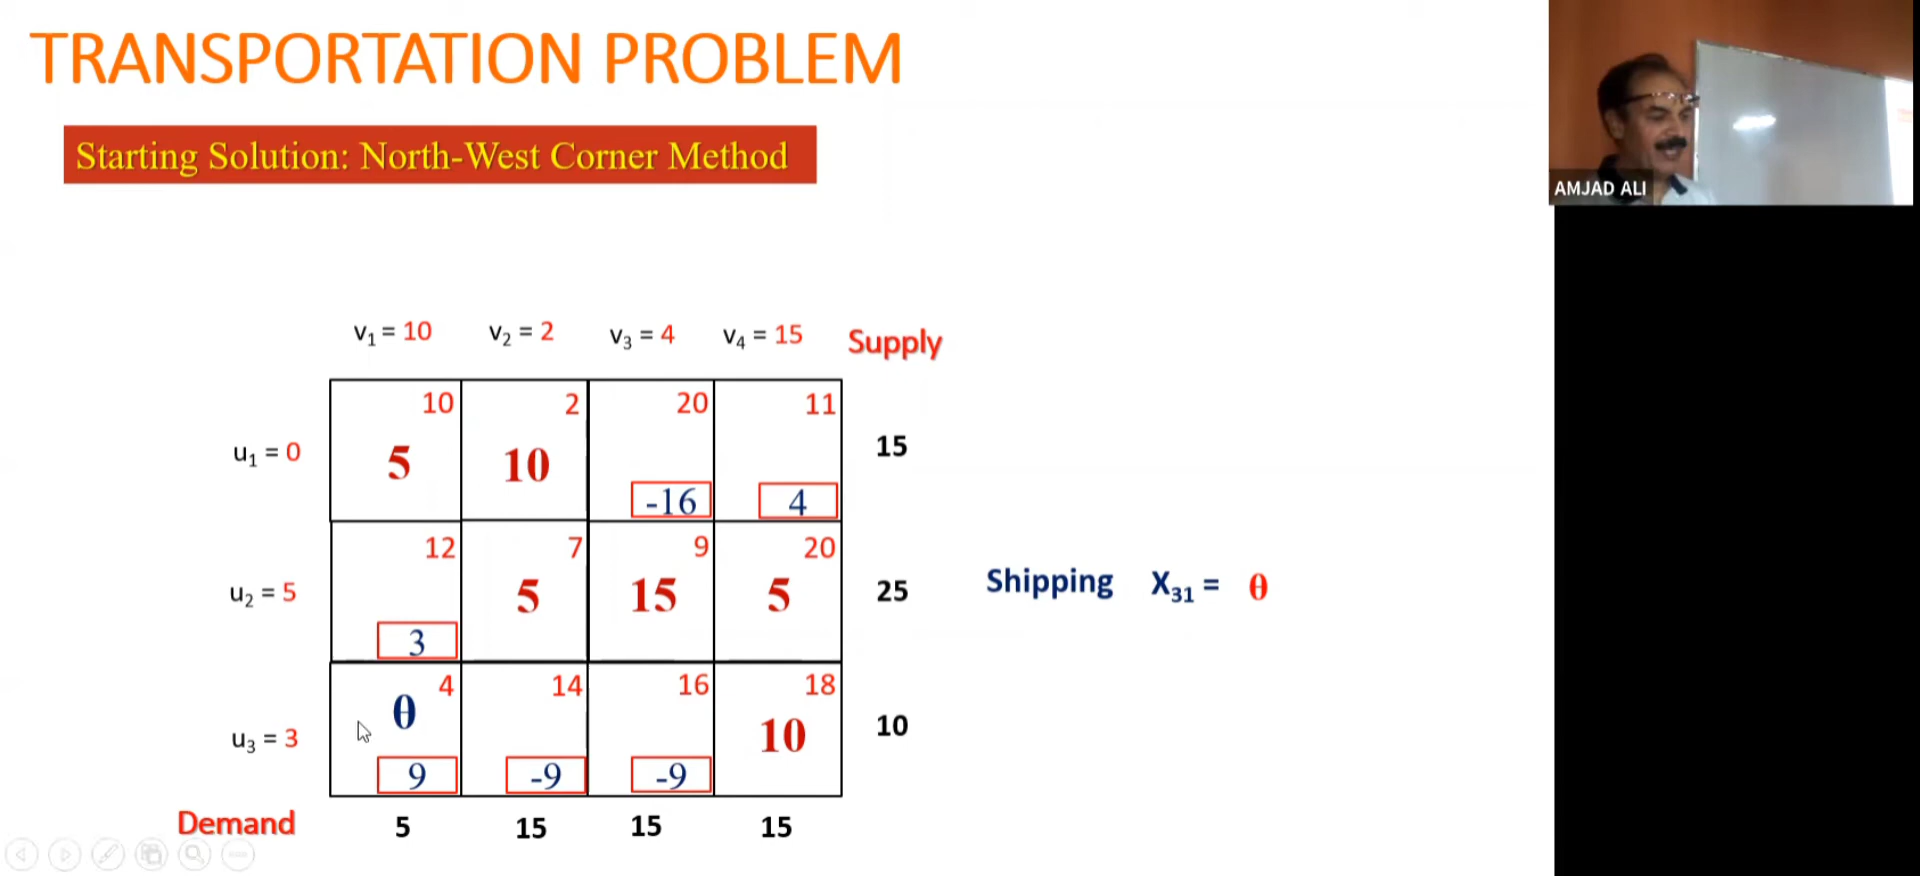 TRANSPORTATION PROBLEM
AMJAD ALI
Starting Solution: North-West Corner Method
v₁ = 10 v₂ = 2 v₃ = 4 v₄ = 15 Supply
10 2 20 11
u₁ = 0 5 10 15
-16 4
12 7 9 20
u₂ = 5 5 15 5 25 Shipping X₃₁ = θ
3
4 14 16 18
θ
u₃ = 3 10 10
9 -9 -9
Demand 5 15 15 15